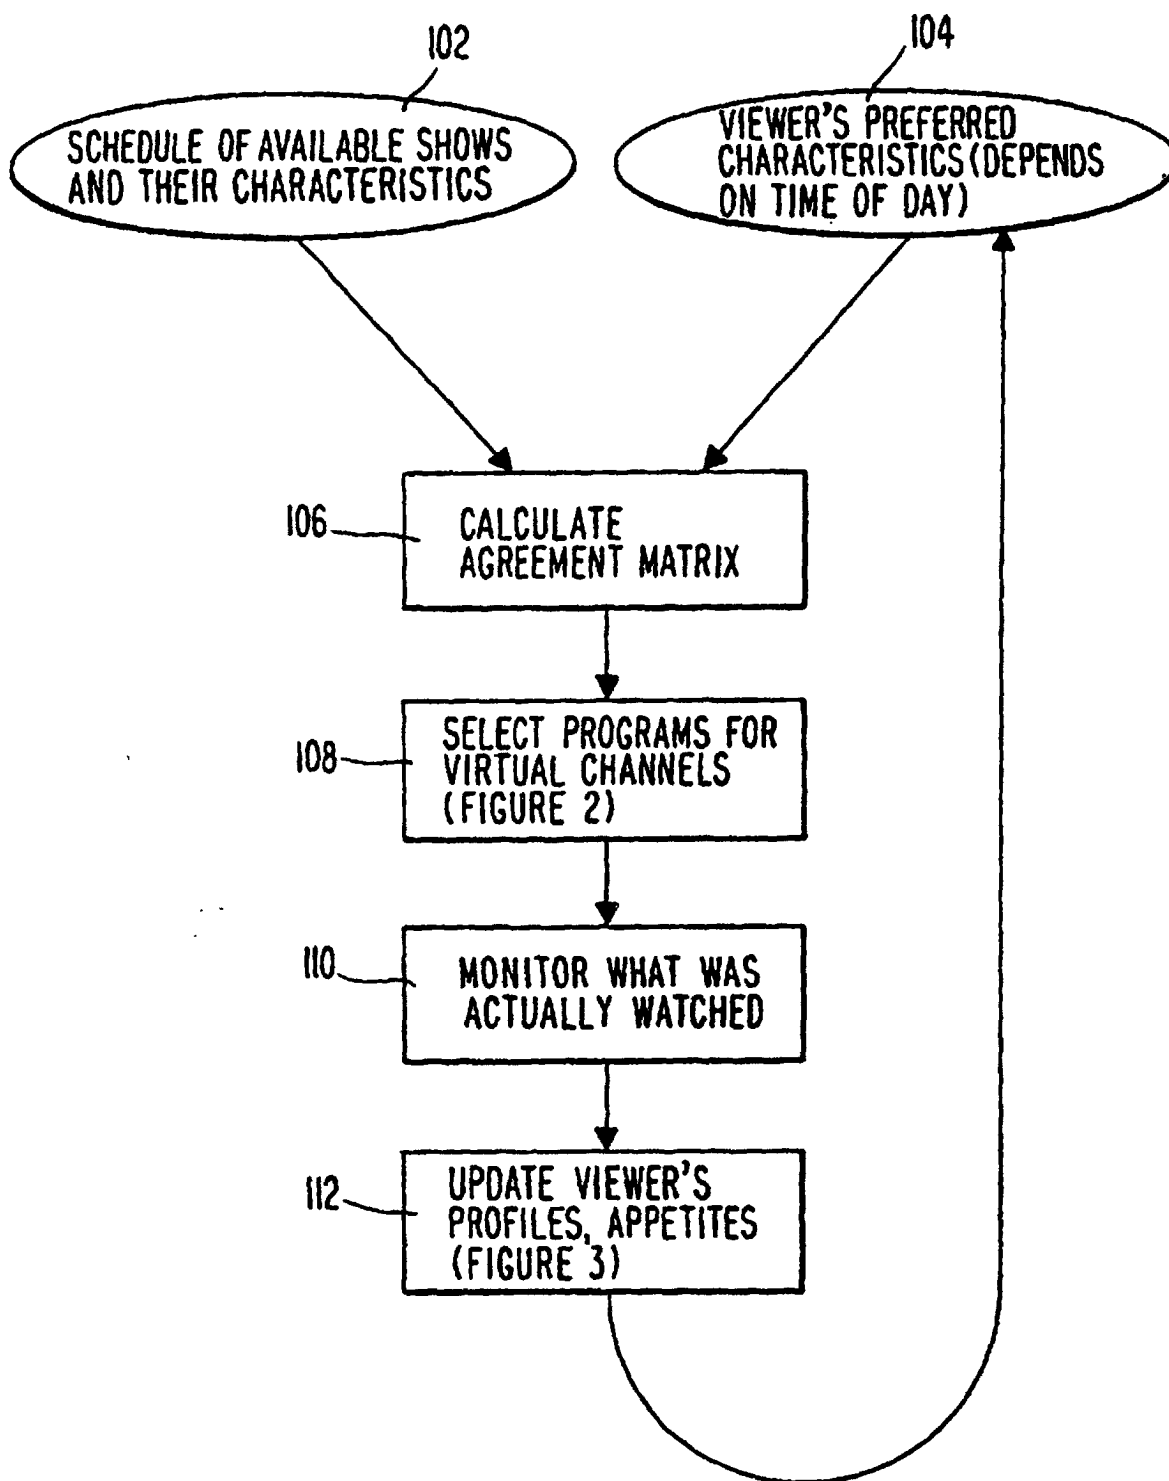 102
104
SCHEDULE OF AVAILABLE SHOWS
AND THEIR CHARACTERISTICS
VIEWER'S PREFERRED
CHARACTERISTICS (DEPENDS
ON TIME OF DAY)
106
CALCULATE
AGREEMENT MATRIX
108
SELECT PROGRAMS FOR
VIRTUAL CHANNELS
(FIGURE 2)
110
MONITOR WHAT WAS
ACTUALLY WATCHED
112
UPDATE VIEWER'S
PROFILES, APPETITES
(FIGURE 3)